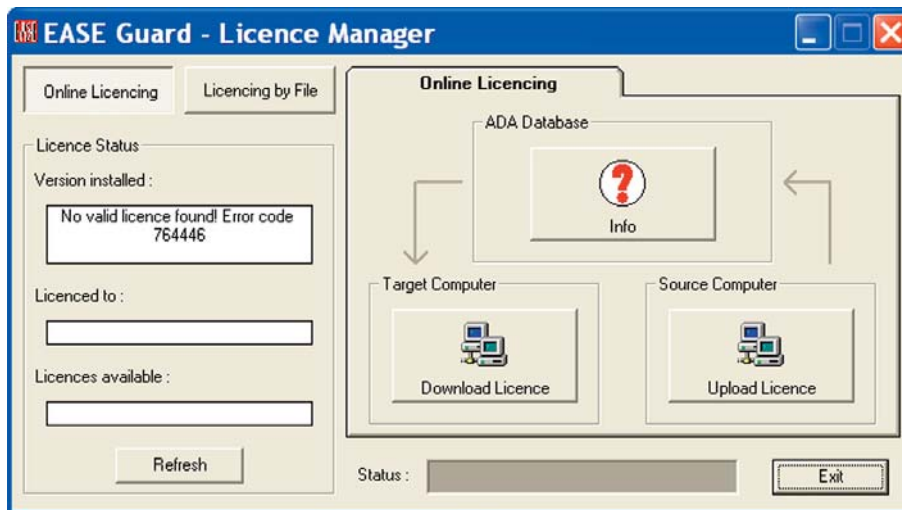 EASE EASE Guard - Licence Manager
Online Licencing
Licencing by File
Licence Status
Version installed :
No valid licence found! Error code
764446
Licenced to :
Licences available :
Refresh
Online Licencing
ADA Database
Info
Target Computer
Download Licence
Source Computer
Upload Licence
Status :
Exit